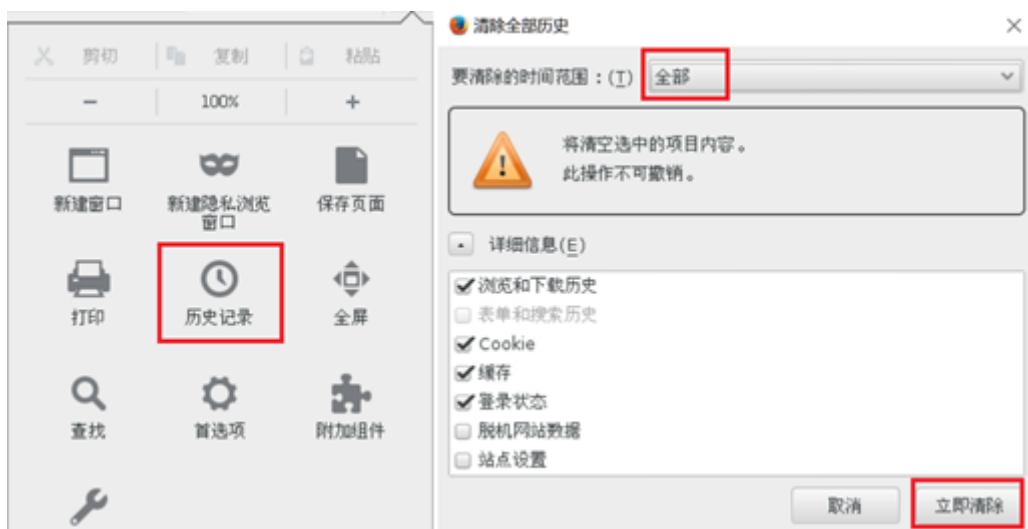 剪切 复制 粘贴
− 100% +
新建窗口 新建隐私浏览窗口 保存页面
打印 历史记录 全屏
查找 首选项 附加组件
清除全部历史
要清除的时间范围：(T) 全部
将清空选中的项目内容。
此操作不可撤销。
详细信息(E)
浏览和下载历史
表单和搜索历史
Cookie
缓存
登录状态
脱机网站数据
站点设置
取消 立即清除